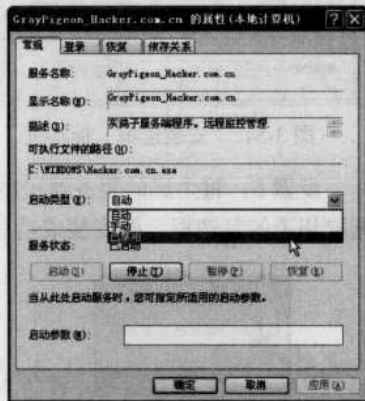 GrayPigeon_Hacker.com.cn 的属性(本地计算机)
常规 登录 恢复 依存关系
服务名称: GrayPigeon_Hacker.com.cn
显示名称(N): GrayPigeon_Hacker.com.cn
描述(D): 灰鸽子服务端程序。远程监控管理.
可执行文件的路径(H):
C:\WINDOWS\Hacker.com.cn.exe
启动类型(E): 自动
自动
手动
已禁用
服务状态: 已启动
启动(S) 停止(T) 暂停(P) 恢复(R)
当从此处启动服务时，您可指定所适用的启动参数。
启动参数(M):
确定 取消 应用(A)